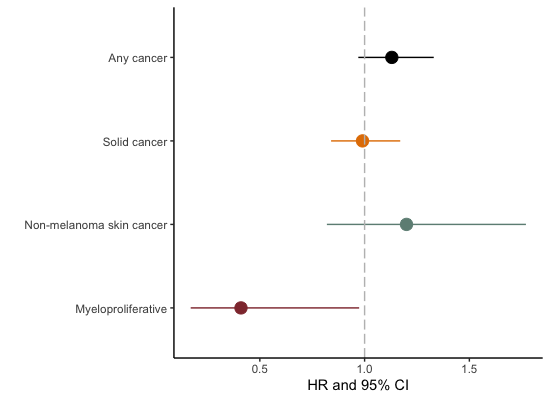 Any cancer
Solid cancer
Non-melanoma skin cancer
Myeloproliferative
0.5 1.0 1.5
HR and 95% CI